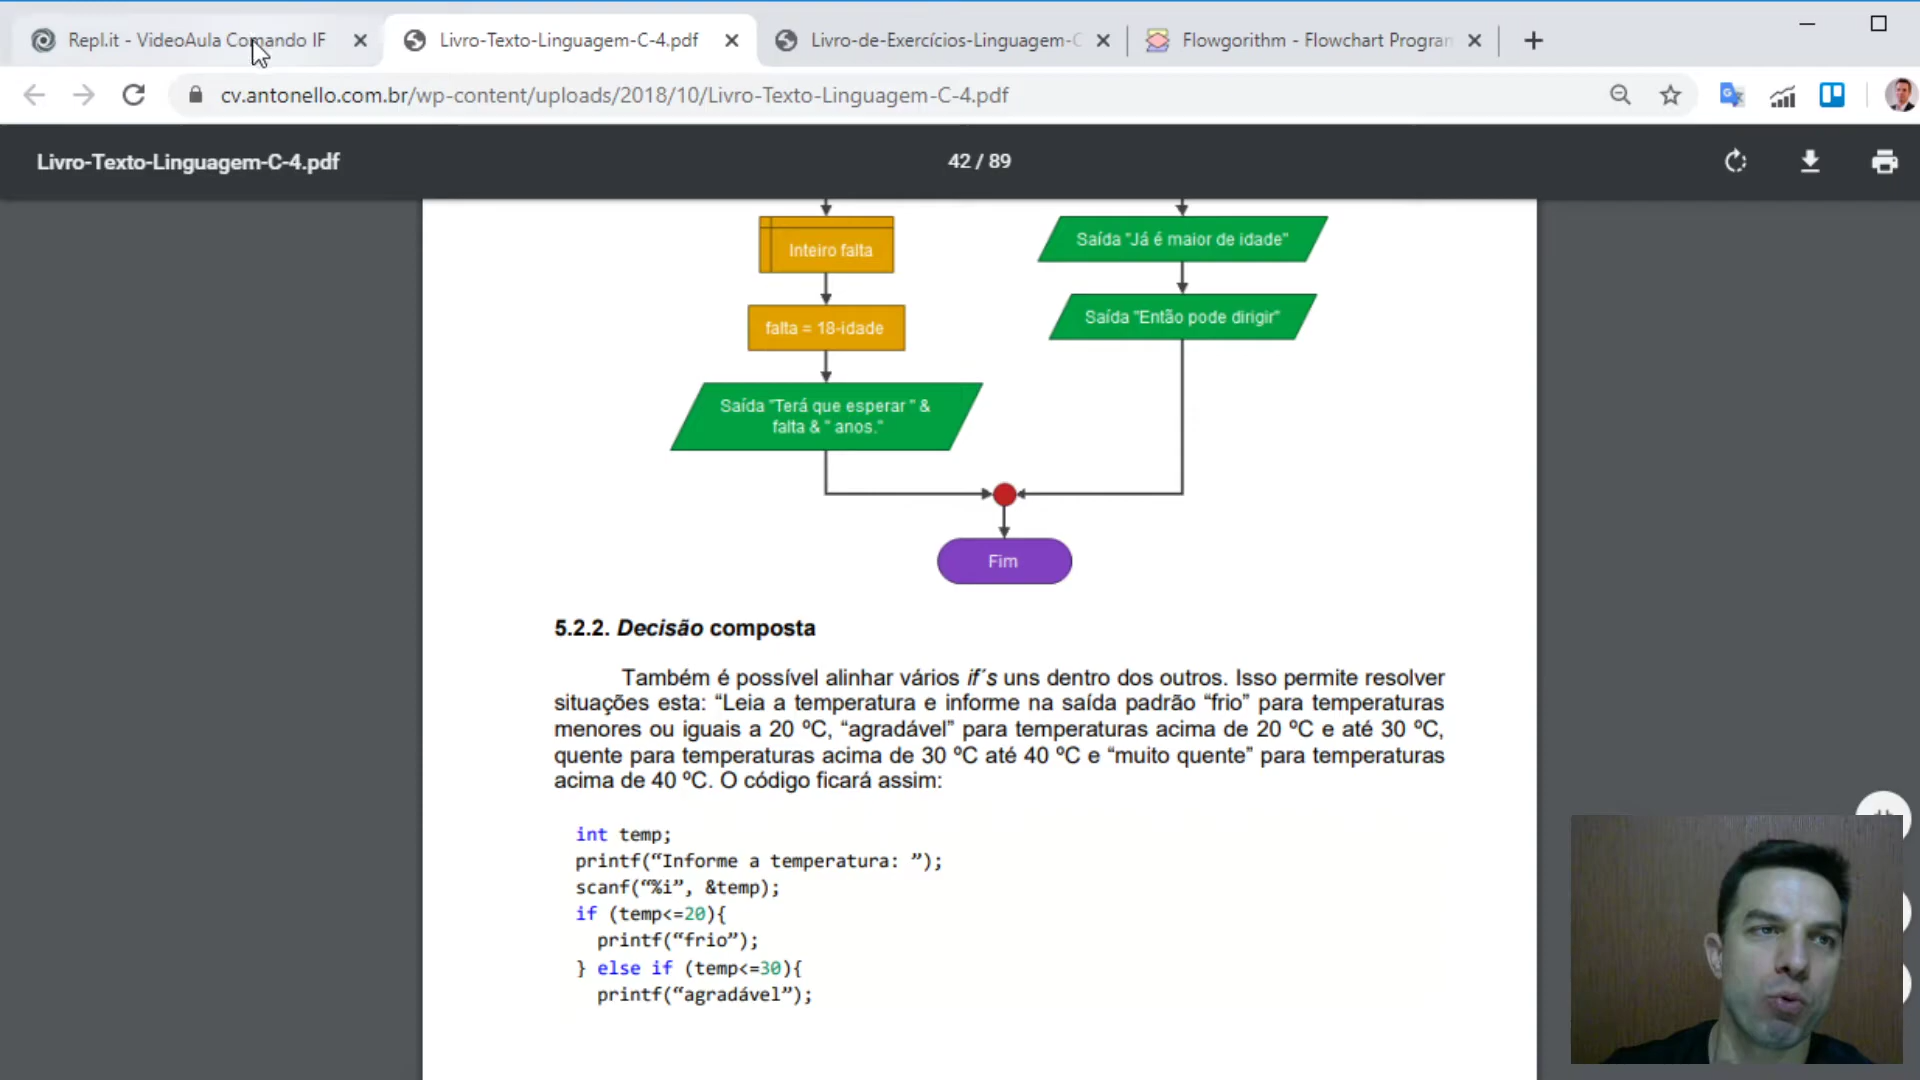 Repl.it - VideoAula Comando IF
Livro-Texto-Linguagem-C-4.pdf
Livro-de-Exercícios-Linguagem-C
Flowgorithm - Flowchart Program
cv.antonello.com.br/wp-content/uploads/2018/10/Livro-Texto-Linguagem-C-4.pdf
Livro-Texto-Linguagem-C-4.pdf
42 / 89
Inteiro falta
falta = 18-idade
Saída "Terá que esperar " &
falta & " anos."
Saída "Já é maior de idade"
Saída "Então pode dirigir"
Fim
5.2.2. Decisão composta
Também é possível alinhar vários if´s uns dentro dos outros. Isso permite resolver
situações esta: “Leia a temperatura e informe na saída padrão “frio” para temperaturas
menores ou iguais a 20 ºC, “agradável” para temperaturas acima de 20 ºC e até 30 ºC,
quente para temperaturas acima de 30 ºC até 40 ºC e “muito quente” para temperaturas
acima de 40 ºC. O código ficará assim:
int temp;
printf(“Informe a temperatura: ”);
scanf(“%i”, &temp);
if (temp<=20){
printf(“frio”);
} else if (temp<=30){
printf(“agradável”);